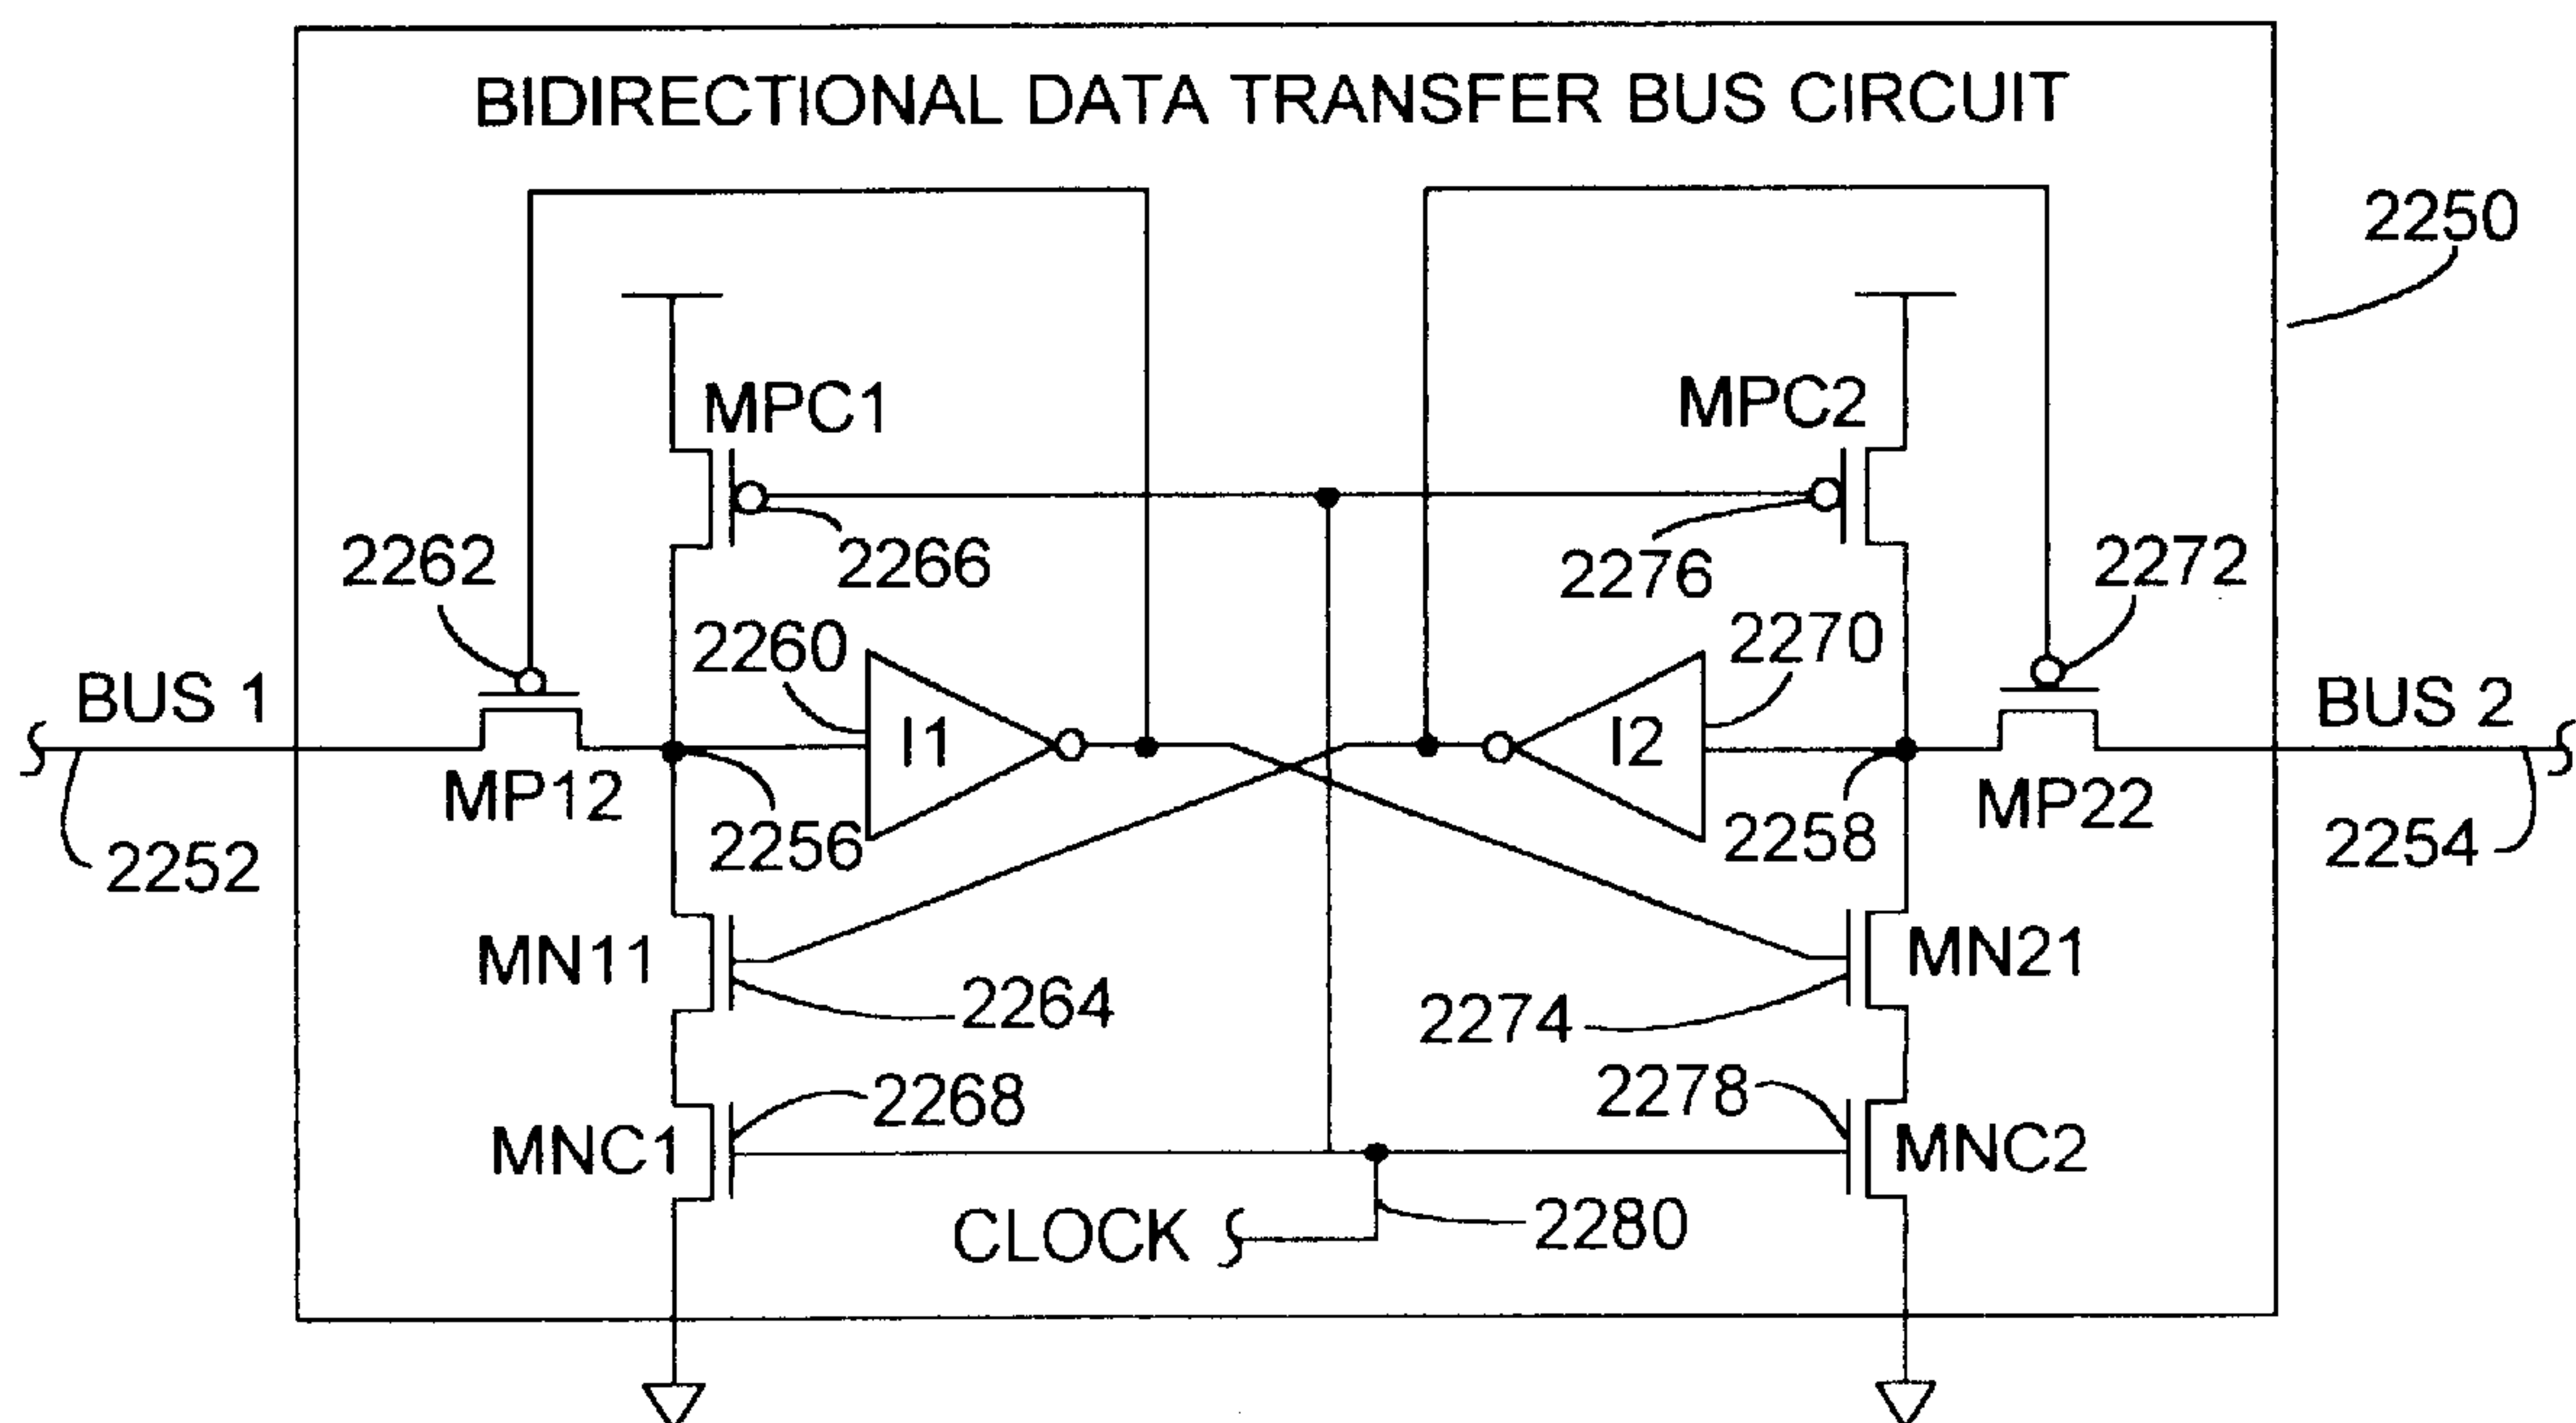 BIDIRECTIONAL DATA TRANSFER BUS CIRCUIT
2250
MPC1
MPC2
2262
2266
2276
2272
2260
2270
BUS 1
I1
I2
BUS 2
MP12
2256
2258
MP22
2252
2254
MN11
MN21
2264
2274
2268
2278
MNC1
MNC2
CLOCK
2280